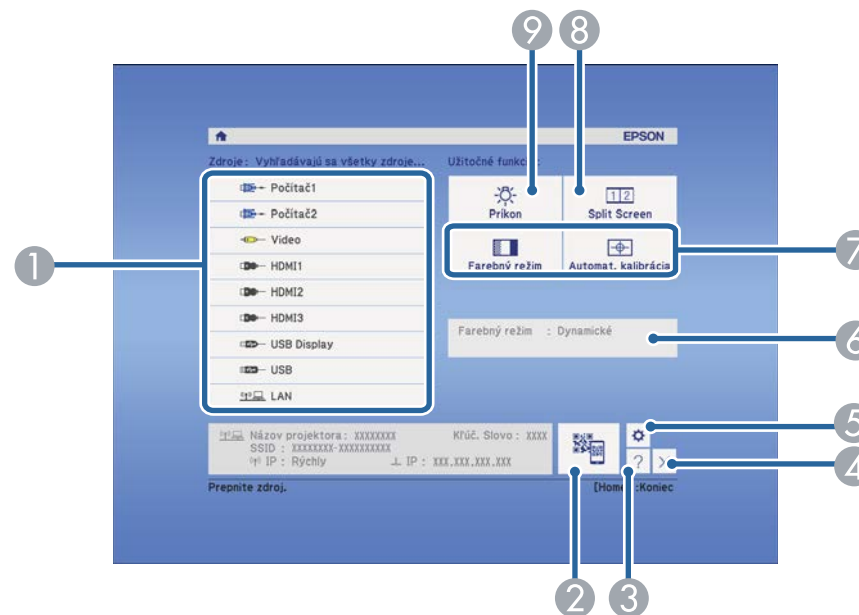 9 8
EPSON
Zdroje : Vyhľadávajú sa všetky zdroje...
Počítač1
Počítač2
Video
HDMI1
HDMI2
HDMI3
USB Display
USB
LAN
1
Užitočné funkcie:
Príkon
1 2
Split Screen
Farebný režim
Automat. kalibrácia
7
Farebný režim : Dynamické
6
Názov projektora : XXXXXXXX Kľúč. Slovo : XXXX
SSID : XXXXXXXX-XXXXXXXXXX
IP : Rýchly IP : XXX.XXX.XXX.XXX
5
?
4
Prepnite zdroj. [Home] :Koniec
2 3